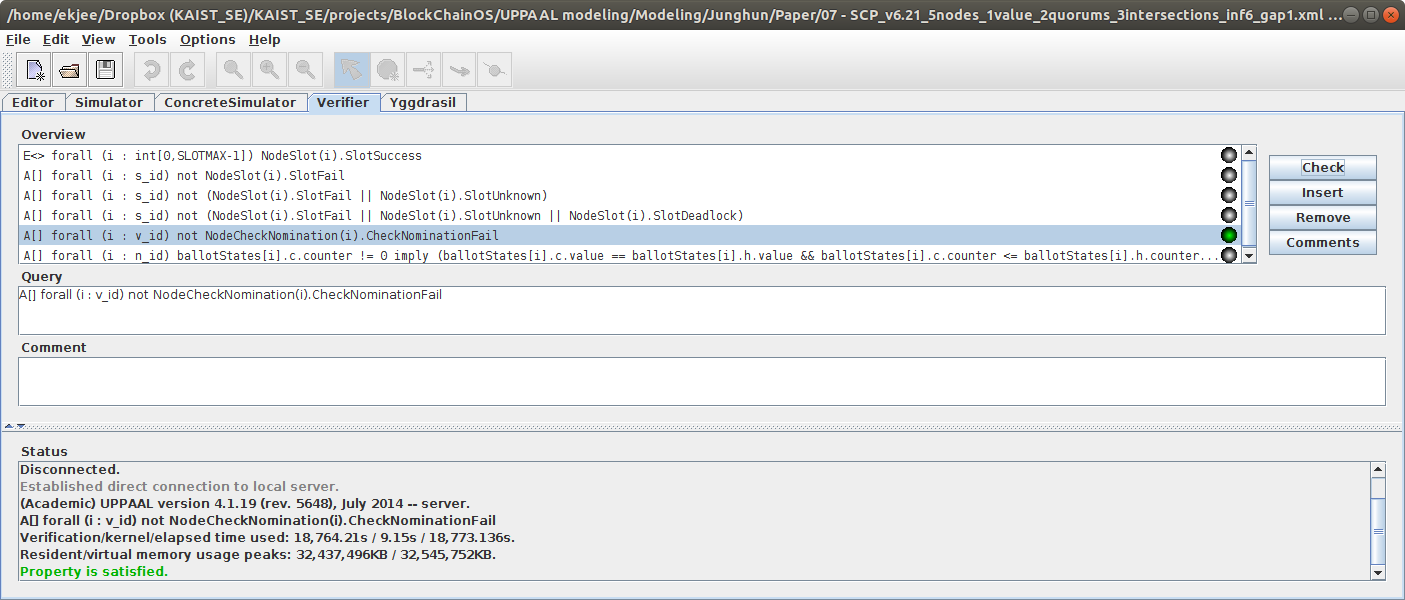 /home/ekjee/Dropbox (KAIST_SE)/KAIST_SE/projects/BlockChainOS/UPPAAL modeling/Modeling/Junghun/Paper/07 - SCP_v6.21_5nodes_1value_2quorums_3intersections_inf6_gap1.xml ...
File Edit View Tools Options Help
Editor Simulator ConcreteSimulator Verifier Yggdrasil
Overview
E<> forall (i : int[0,SLOTMAX-1]) NodeSlot(i).SlotSuccess
A[] forall (i : s_id) not NodeSlot(i).SlotFail
A[] forall (i : s_id) not (NodeSlot(i).SlotFail || NodeSlot(i).SlotUnknown)
A[] forall (i : s_id) not (NodeSlot(i).SlotFail || NodeSlot(i).SlotUnknown || NodeSlot(i).SlotDeadlock)
A[] forall (i : v_id) not NodeCheckNomination(i).CheckNominationFail
A[] forall (i : n_id) ballotStates[i].c.counter != 0 imply (ballotStates[i].c.value == ballotStates[i].h.value && ballotStates[i].c.counter <= ballotStates[i].h.counter...
Check
Insert
Remove
Comments
Query
A[] forall (i : v_id) not NodeCheckNomination(i).CheckNominationFail
Comment
Status
Disconnected.
Established direct connection to local server.
(Academic) UPPAAL version 4.1.19 (rev. 5648), July 2014 -- server.
A[] forall (i : v_id) not NodeCheckNomination(i).CheckNominationFail
Verification/kernel/elapsed time used: 18,764.21s / 9.15s / 18,773.136s.
Resident/virtual memory usage peaks: 32,437,496KB / 32,545,752KB.
Property is satisfied.